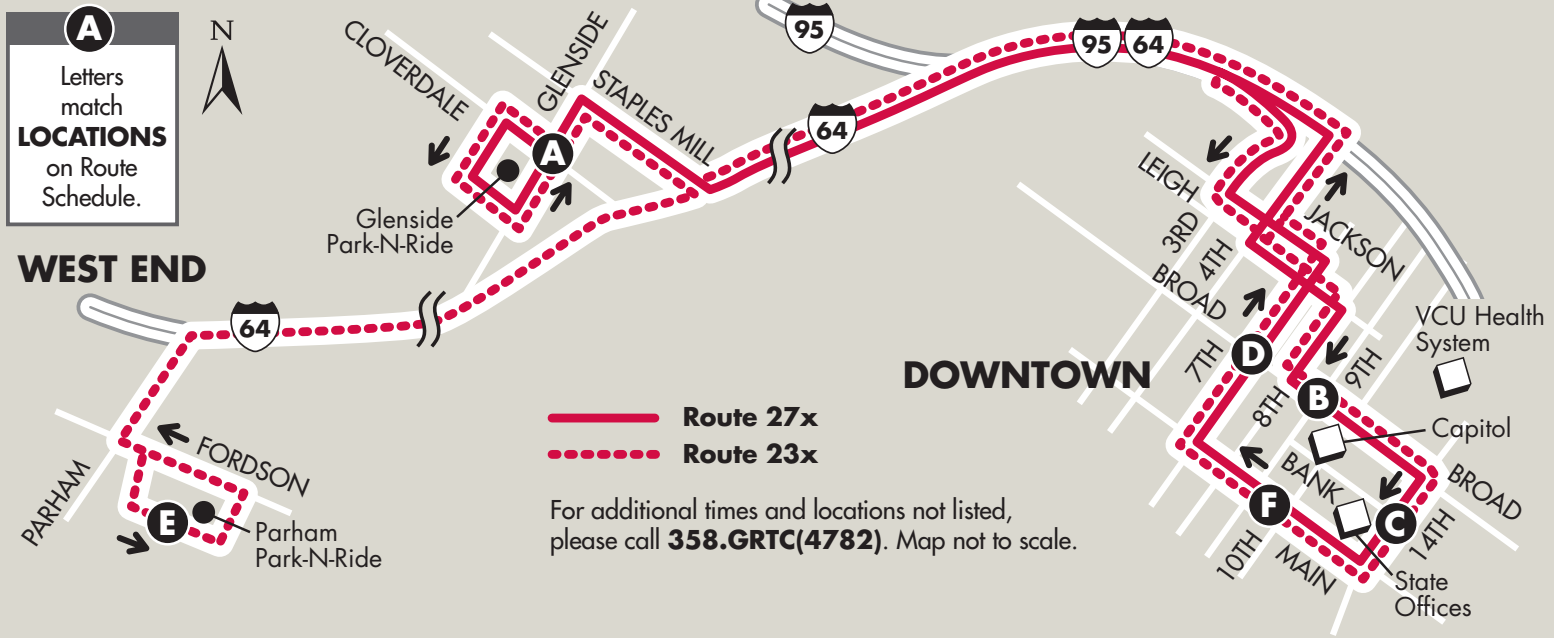 A
Letters
match
LOCATIONS
on Route
Schedule.
N
CLOVERDALE
GLENSIDE
STAPLES MILL
A
Glenside
Park-N-Ride
WEST END
64
PARHAM
FORDSON
E
Parham
Park-N-Ride
95
64
95
64
LEIGH
3RD
4TH
BROAD
JACKSON
VCU Health
System
DOWNTOWN
7TH
D
8TH
9TH
B
Capitol
BANK
BROAD
F
C
14TH
10TH
MAIN
State
Offices
Route 27x
Route 23x
For additional times and locations not listed,
please call 358.GRTC(4782). Map not to scale.